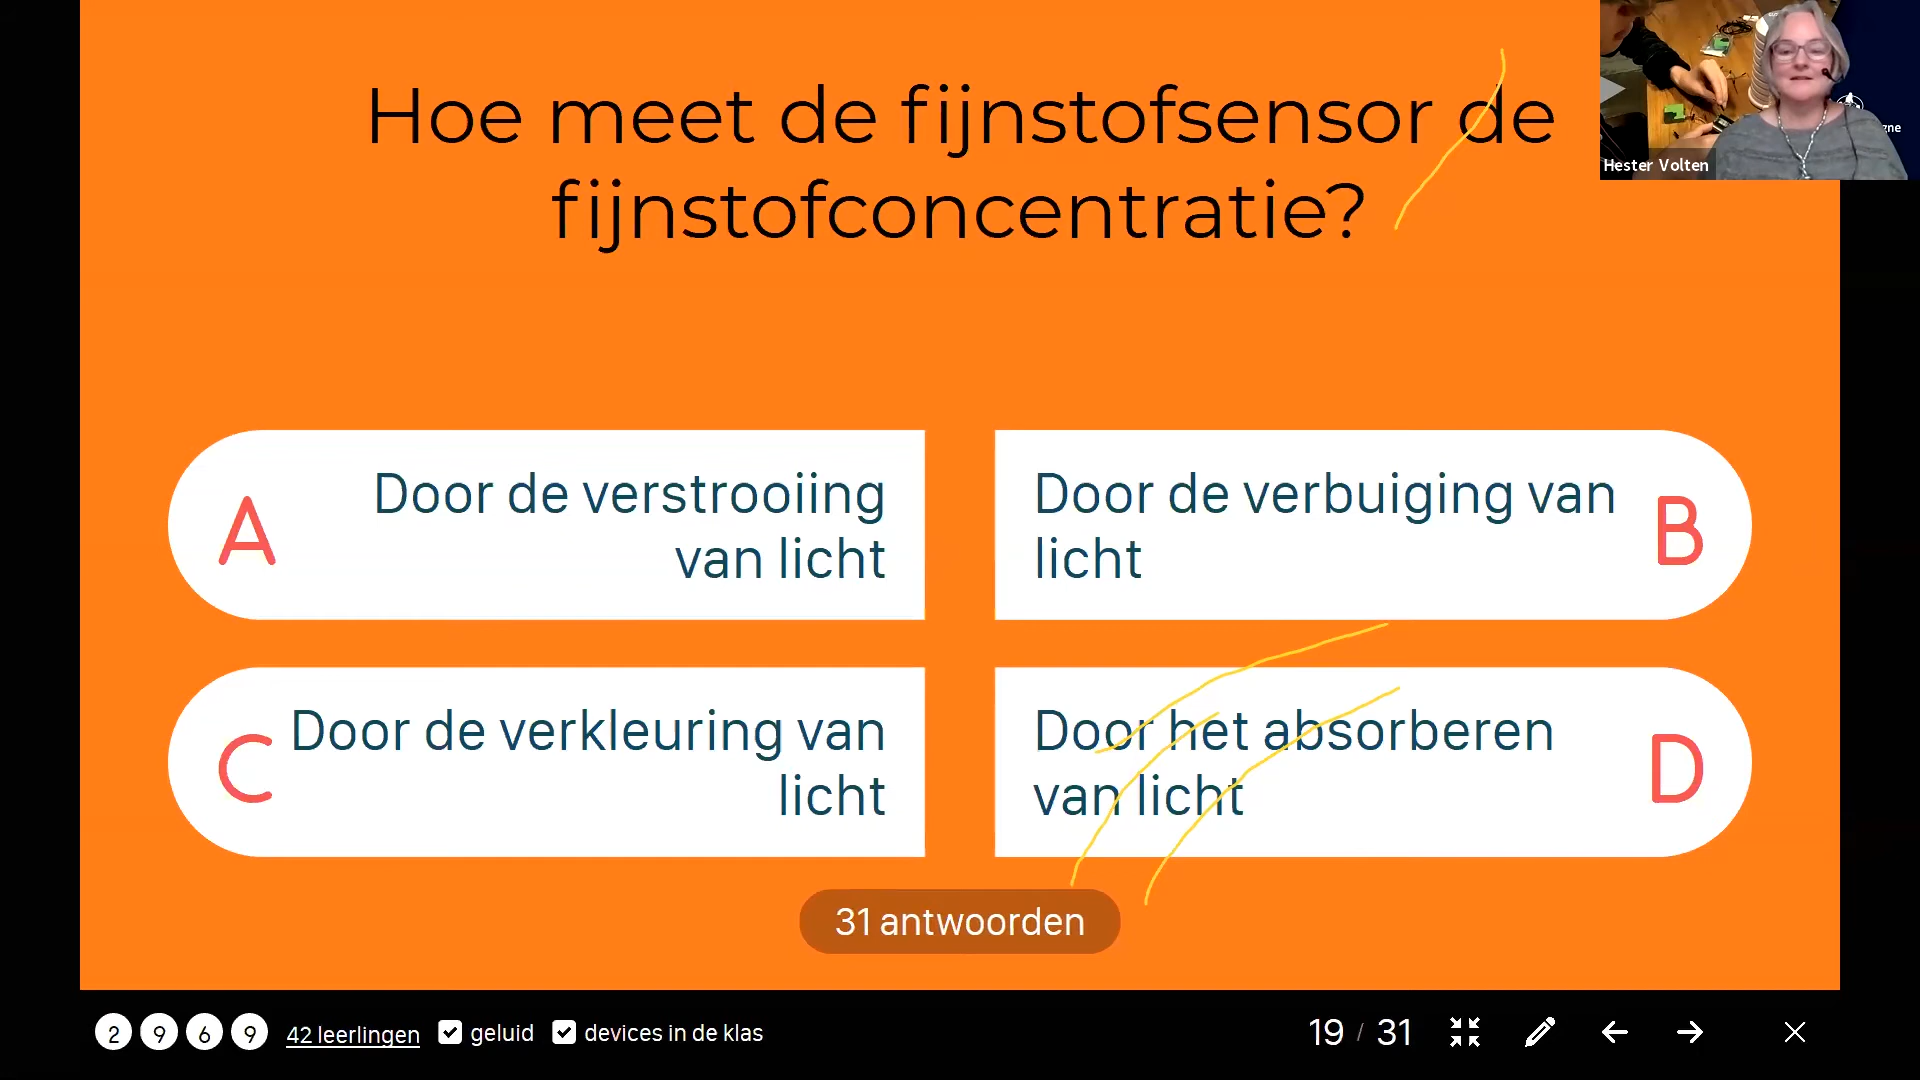 Hoe meet de fijnstofsensor de
fijnstofconcentratie?
Hester Volten
A
Door de verstrooiing
van licht
Door de verbuiging van
licht
B
C
Door de verkleuring van
licht
Door het absorberen
van licht
D
31 antwoorden
2 9 6 9 42 leerlingen geluid devices in de klas
19 / 31